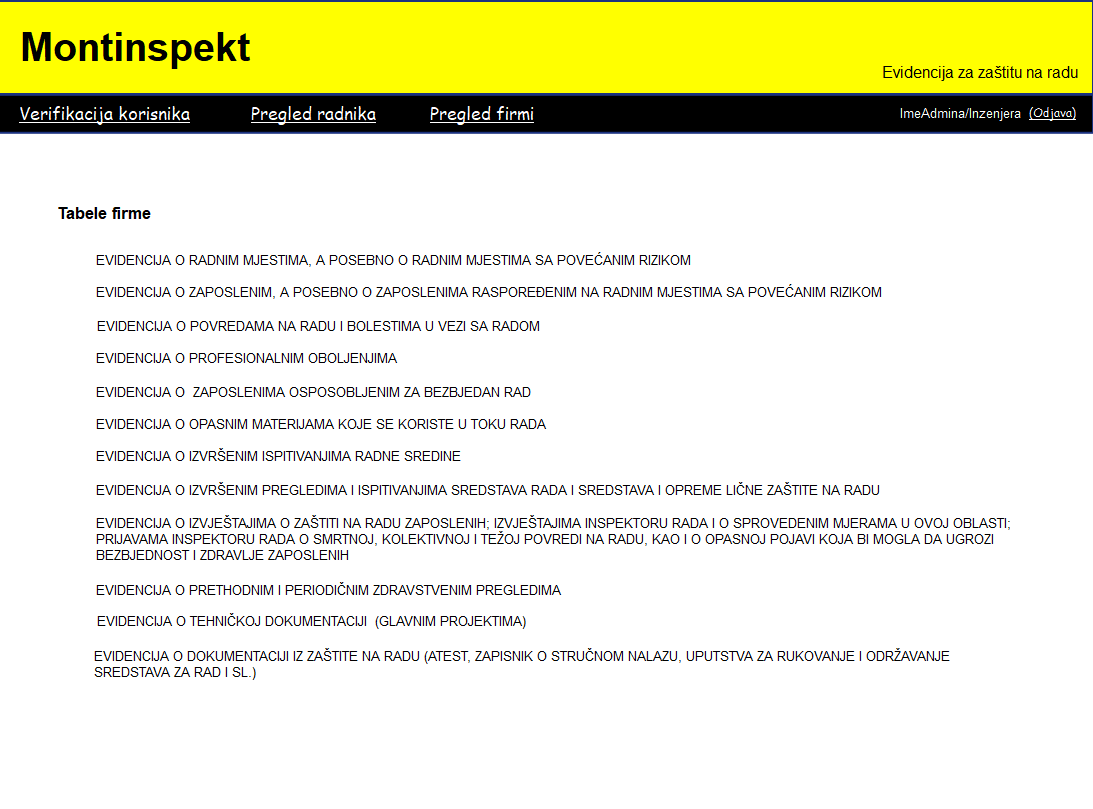 Montinspekt
Evidencija za zaštitu na radu
Verifikacija korisnika Pregled radnika Pregled firmi ImeAdmina/Inzenjera (Odjava)
Tabele firme
EVIDENCIJA O RADNIM MJESTIMA, A POSEBNO O RADNIM MJESTIMA SA POVEĆANIM RIZIKOM
EVIDENCIJA O ZAPOSLENIM, A POSEBNO O ZAPOSLENIMA RASPOREĐENIM NA RADNIM MJESTIMA SA POVEĆANIM RIZIKOM
EVIDENCIJA O POVREDAMA NA RADU I BOLESTIMA U VEZI SA RADOM
EVIDENCIJA O PROFESIONALNIM OBOLJENJIMA
EVIDENCIJA O  ZAPOSLENIMA OSPOSOBLJENIM ZA BEZBJEDAN RAD
EVIDENCIJA O OPASNIM MATERIJAMA KOJE SE KORISTE U TOKU RADA
EVIDENCIJA O IZVRŠENIM ISPITIVANJIMA RADNE SREDINE
EVIDENCIJA O IZVRŠENIM PREGLEDIMA I ISPITIVANJIMA SREDSTAVA RADA I SREDSTAVA I OPREME LIČNE ZAŠTITE NA RADU
EVIDENCIJA O IZVJEŠTAJIMA O ZAŠTITI NA RADU ZAPOSLENIH; IZVJEŠTAJIMA INSPEKTORU RADA I O SPROVEDENIM MJERAMA U OVOJ OBLASTI;
PRIJAVAMA INSPEKTORU RADA O SMRTNOJ, KOLEKTIVNOJ I TEŽOJ POVREDI NA RADU, KAO I O OPASNOJ POJAVI KOJA BI MOGLA DA UGROZI
BEZBJEDNOST I ZDRAVLJE ZAPOSLENIH
EVIDENCIJA O PRETHODNIM I PERIODIČNIM ZDRAVSTVENIM PREGLEDIMA
EVIDENCIJA O TEHNIČKOJ DOKUMENTACIJI  (GLAVNIM PROJEKTIMA)
EVIDENCIJA O DOKUMENTACIJI IZ ZAŠTITE NA RADU (ATEST, ZAPISNIK O STRUČNOM NALAZU, UPUTSTVA ZA RUKOVANJE I ODRŽAVANJE
SREDSTAVA ZA RAD I SL.)